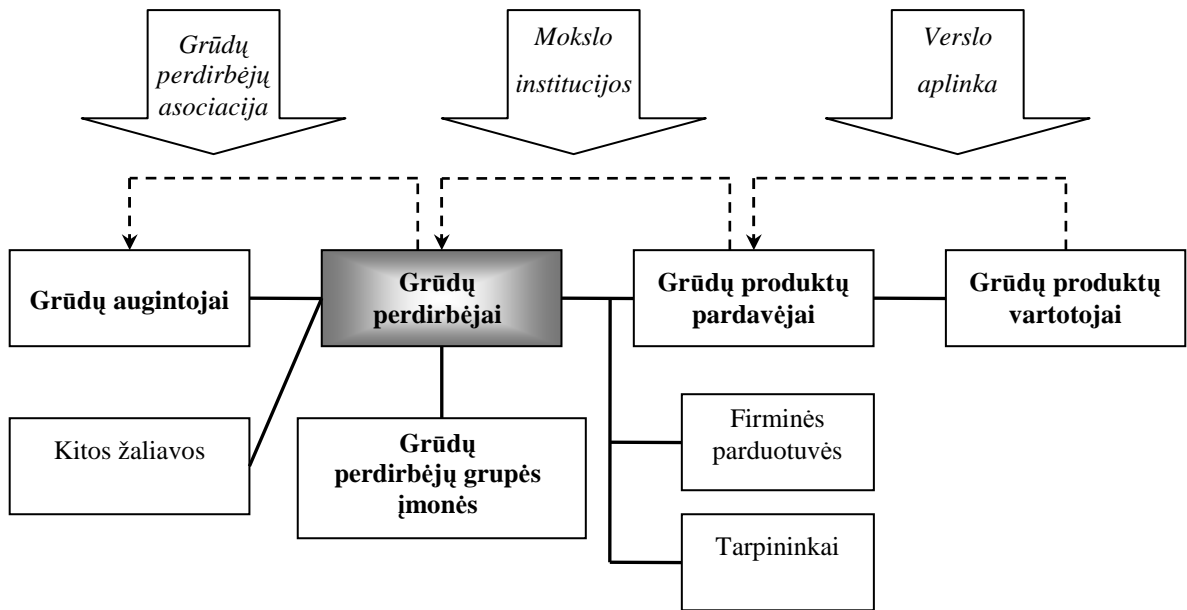 Grūdų
perdirbėjų
asociacija
Mokslo
institucijos
Verslo
aplinka
Grūdų augintojai
Grūdų
perdirbėjai
Grūdų produktų
pardavėjai
Grūdų produktų
vartotojai
Kitos žaliavos
Grūdų
perdirbėjų grupės
įmonės
Firminės
parduotuvės
Tarpininkai